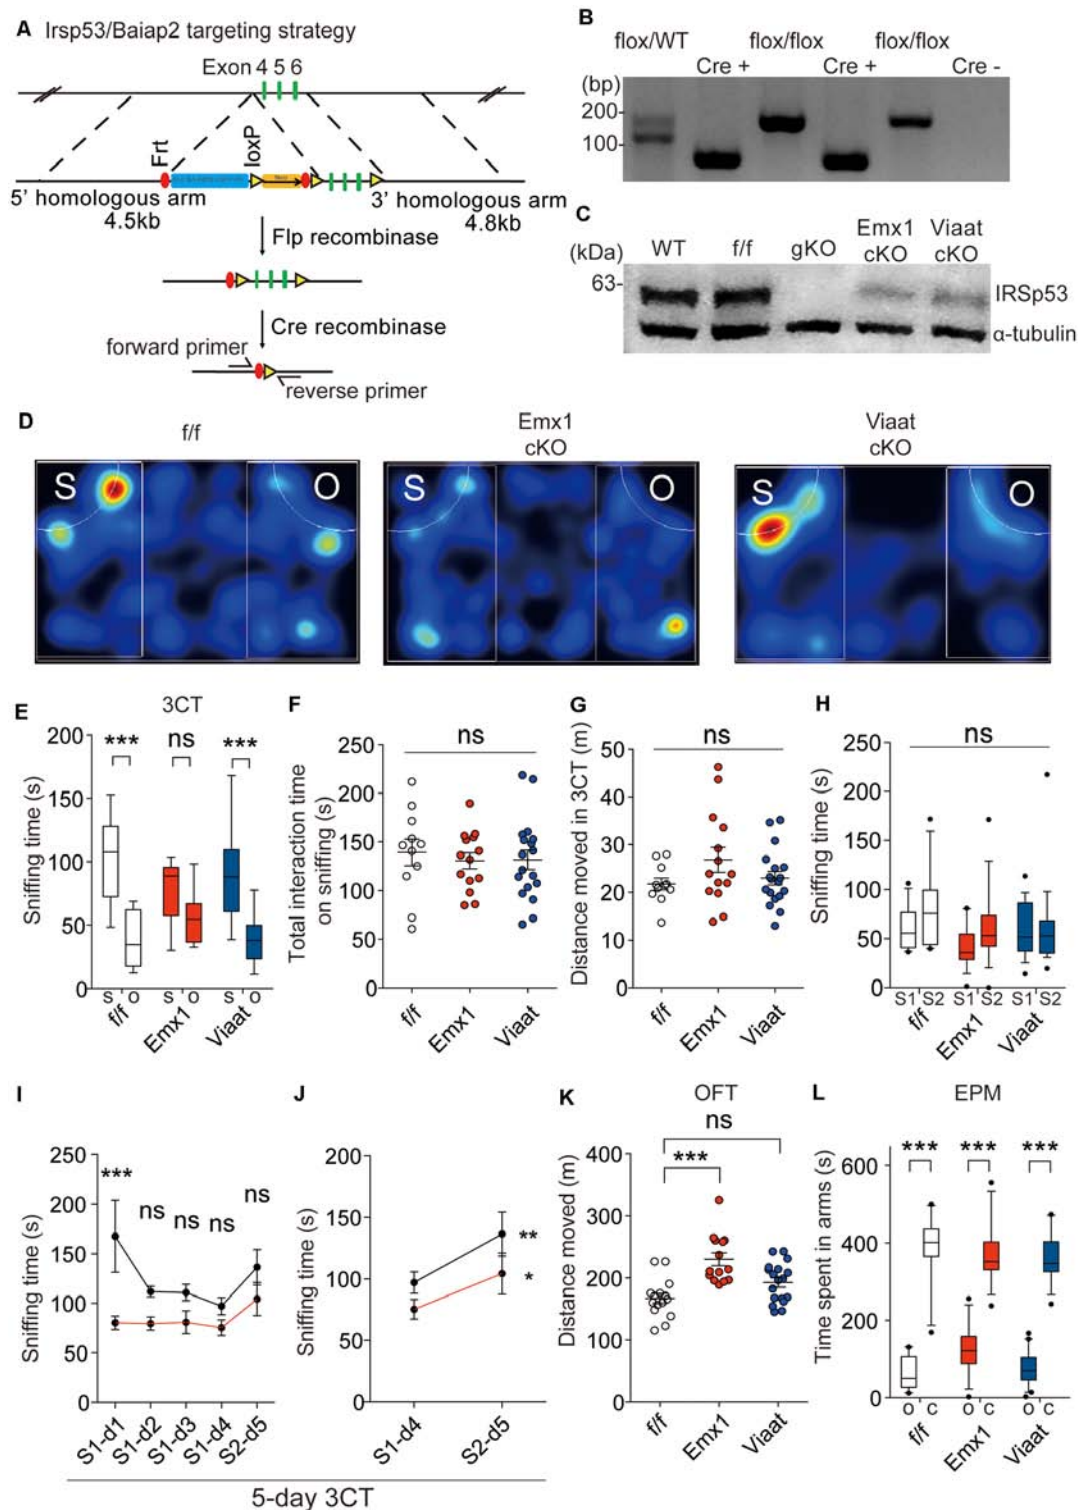 A Irsp53/Baiap2 targeting strategy
Exon 4 5 6
Frt
loxP
5' homologous arm
4.5kb
3' homologous arm
4.8kb
Flp recombinase
Cre recombinase
forward primer
reverse primer
B
flox/WT flox/flox flox/flox
Cre + Cre + Cre -
(bp)
200-
100-
C
(kDa) WT f/f gKO Emx1 cKO Viaat cKO
63-
IRSp53
α-tubulin
D
f/f
Emx1
cKO
Viaat
cKO
S O
S O
S O
E 3CT
Sniffing time (s)
200
150
100
50
0
*** ns ***
S O S O S O
f/f Emx1 Viaat
F
Total interaction time
on sniffing (s)
250
200
150
100
50
0
ns
f/f Emx1 Viaat
G
Distance moved in 3CT (m)
50
40
30
20
10
0
ns
f/f Emx1 Viaat
H
Sniffing time (s)
250
200
150
100
50
0
ns
S1 S2 S1 S2 S1 S2
f/f Emx1 Viaat
I
Sniffing time (s)
250
200
150
100
50
0
*** ns ns ns ns
S1-d1 S1-d2 S1-d3 S1-d4 S2-d5
J
Sniffing time (s)
200
150
100
50
0
**
*
S1-d4 S2-d5
5-day 3CT
K OFT
Distance moved (m)
400
300
200
100
0
ns
***
f/f Emx1 Viaat
L EPM
Time spent in arms (s)
600
400
200
0
*** *** ***
O C O C O C
f/f Emx1 Viaat